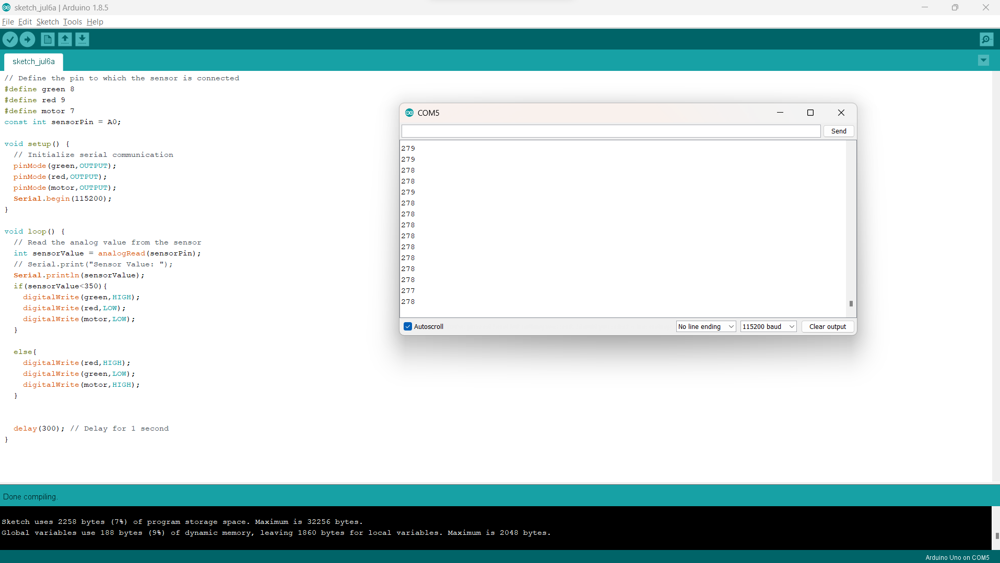 sketch_jul6a | Arduino 1.8.5
File Edit Sketch Tools Help
sketch_jul6a
// Define the pin to which the sensor is connected
#define green 8
#define red 9
#define motor 7
const int sensorPin = A0;
void setup() {
// Initialize serial communication
pinMode(green,OUTPUT);
pinMode(red,OUTPUT);
pinMode(motor,OUTPUT);
Serial.begin(115200);
}
void loop() {
// Read the analog value from the sensor
int sensorValue = analogRead(sensorPin);
// Serial.print("Sensor Value: ");
Serial.println(sensorValue);
if(sensorValue<350){
digitalWrite(green,HIGH);
digitalWrite(red,LOW);
digitalWrite(motor,LOW);
}
else{
digitalWrite(red,HIGH);
digitalWrite(green,LOW);
digitalWrite(motor,HIGH);
}
delay(300); // Delay for 1 second
}
COM5
Send
279
279
278
278
279
278
278
278
278
278
278
278
278
277
278
Autoscroll
No line ending
115200 baud
Clear output
Done compiling.
Sketch uses 2258 bytes (7%) of program storage space. Maximum is 32256 bytes.
Global variables use 188 bytes (9%) of dynamic memory, leaving 1860 bytes for local variables. Maximum is 2048 bytes.
Arduino Uno on COM5